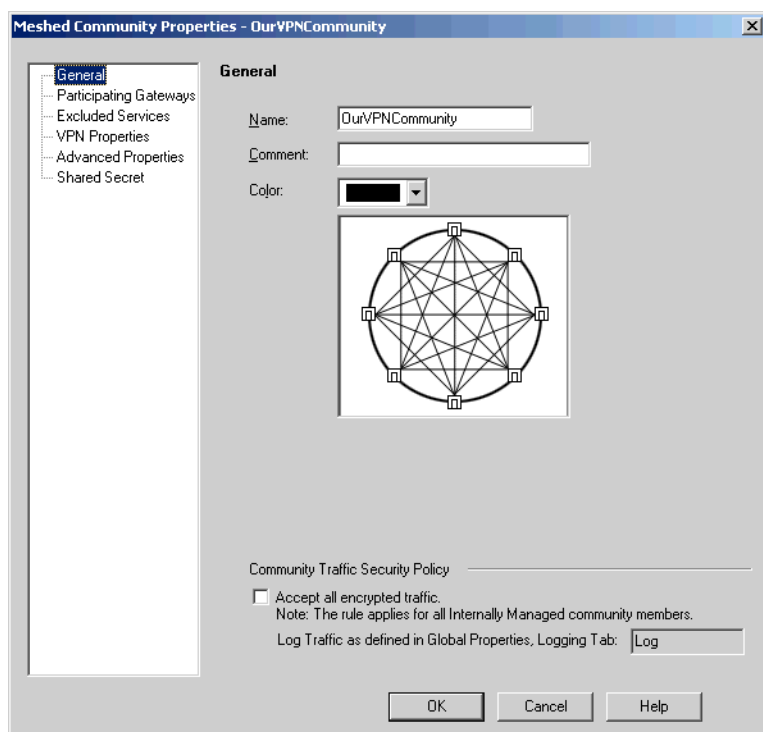 Meshed Community Properties - OurVPNCommunity
General
Participating Gateways
Excluded Services
VPN Properties
Advanced Properties
Shared Secret
General
Name: OurVPNCommunity
Comment:
Color:
Community Traffic Security Policy
Accept all encrypted traffic.
Note: The rule applies for all Internally Managed community members.
Log Traffic as defined in Global Properties, Logging Tab: Log
OK Cancel Help